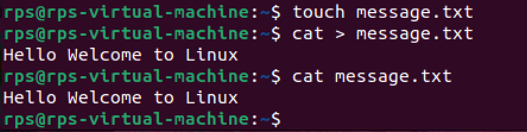 rps@rps-virtual-machine:~$ touch message.txt
rps@rps-virtual-machine:~$ cat > message.txt
Hello Welcome to Linux
rps@rps-virtual-machine:~$ cat message.txt
Hello Welcome to Linux
rps@rps-virtual-machine:~$